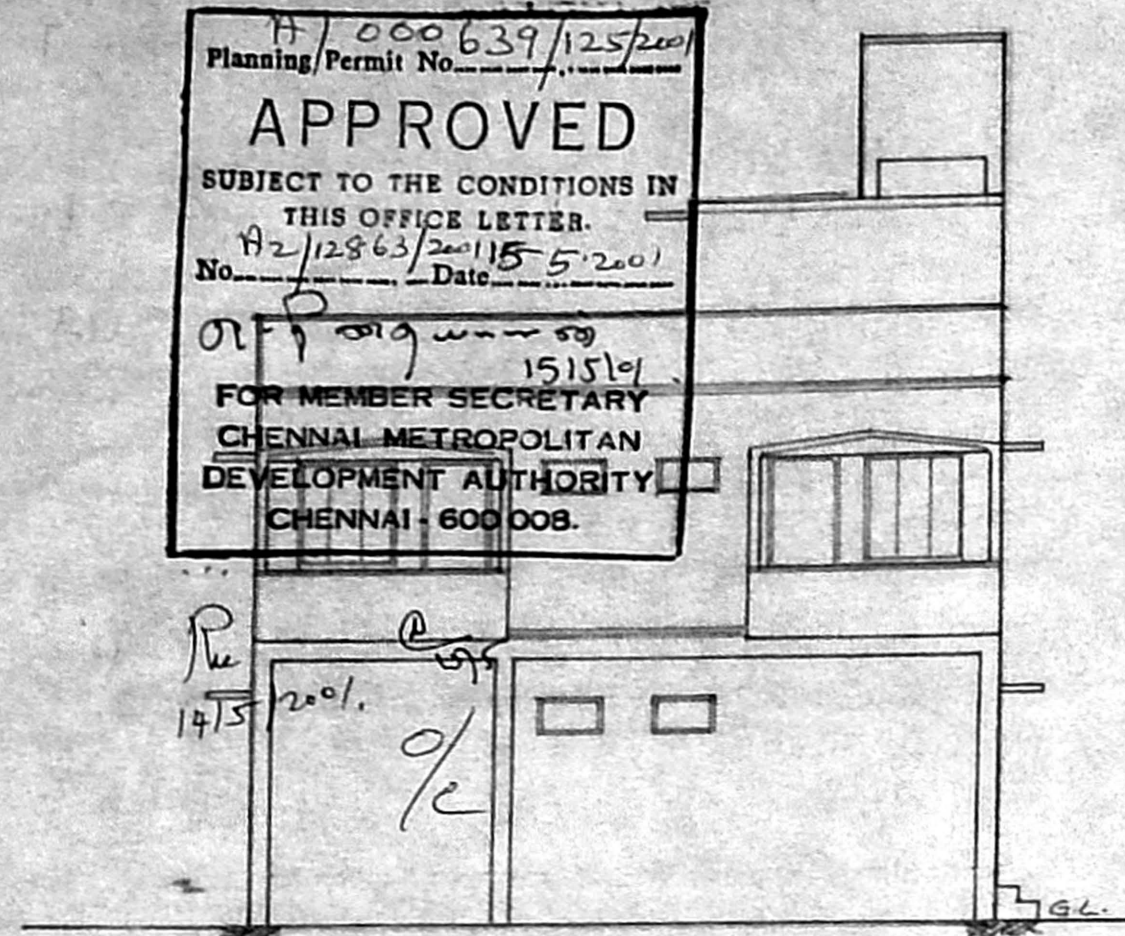 A/000639/125/2001
Planning Permit No.
APPROVED
SUBJECT TO THE CONDITIONS IN
THIS OFFICE LETTER.
No. A2/12863/2001 Date 15 5.2001
15/5/01
FOR MEMBER SECRETARY
CHENNAI METROPOLITAN
DEVELOPMENT AUTHORITY
CHENNAI - 600 008.
14/5/2001.
O/C
G.L.